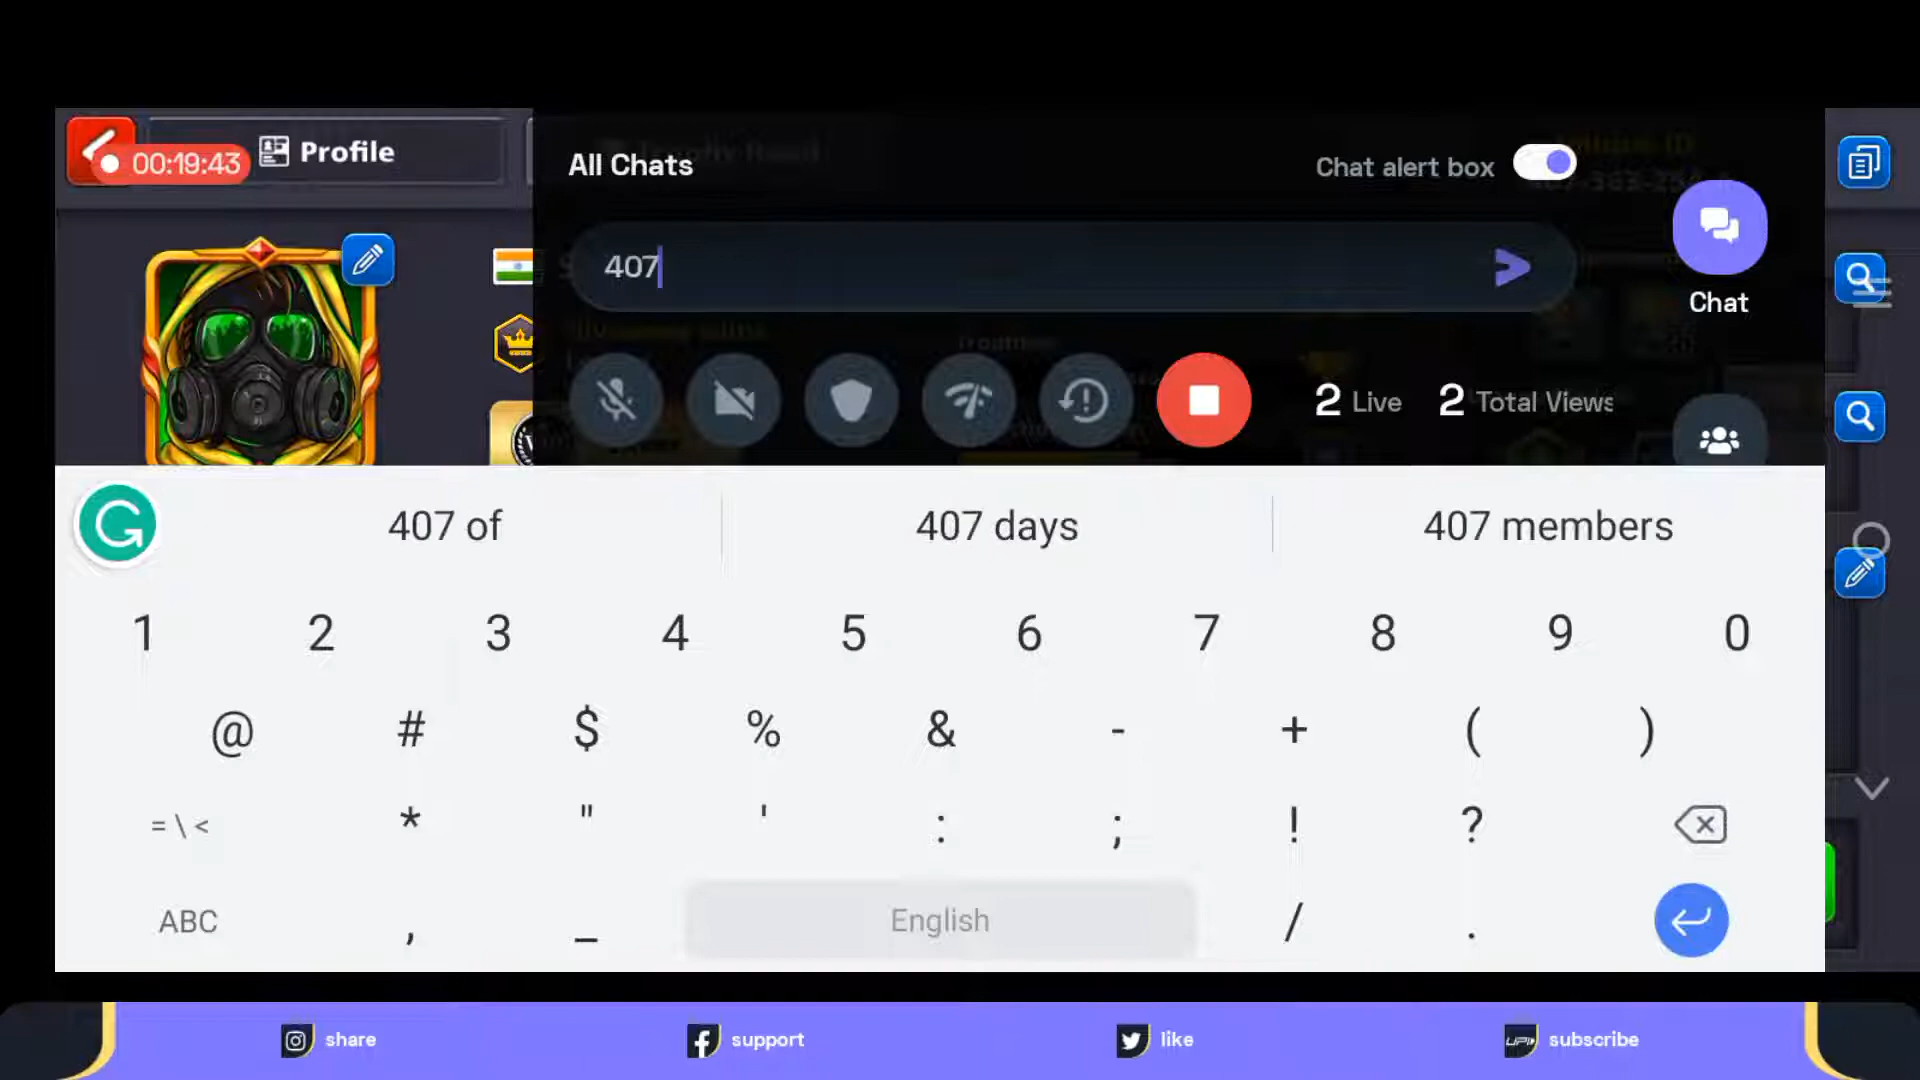 00:19:43
Profile
All Chats
Chat alert box
407
Chat
2 Live
2 Total Views
407 of
407 days
407 members
1 2 3 4 5 6 7 8 9 0
@ # $ % & - + ( )
= \ < * " ' : ; ! ?
ABC , _ English / .
share
support
like
subscribe